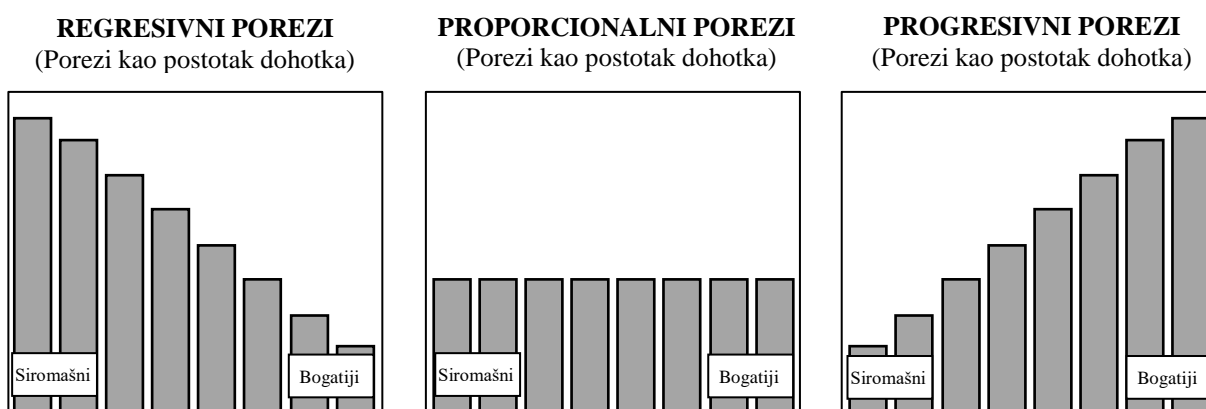 REGRESIVNI POREZI
(Porezi kao postotak dohotka)
Siromašni
Bogatiji
PROPORCIONALNI POREZI
(Porezi kao postotak dohotka)
Siromašni
Bogatiji
PROGRESIVNI POREZI
(Porezi kao postotak dohotka)
Siromašni
Bogatiji